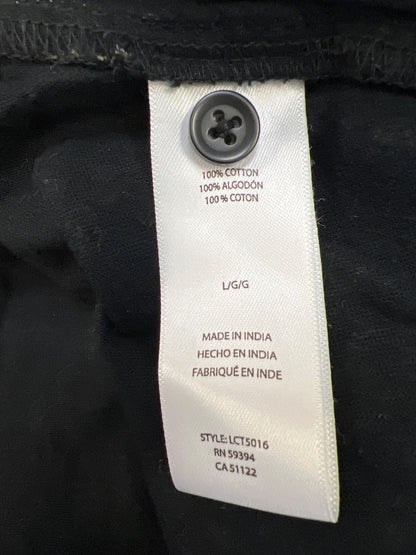 100% COTTON
100% ALGODÓN
100% COTON
L/G/G
MADE IN INDIA
HECHO EN INDIA
FABRIQUÉ EN INDE
STYLE: LCT5016
RN 59394
CA 51122